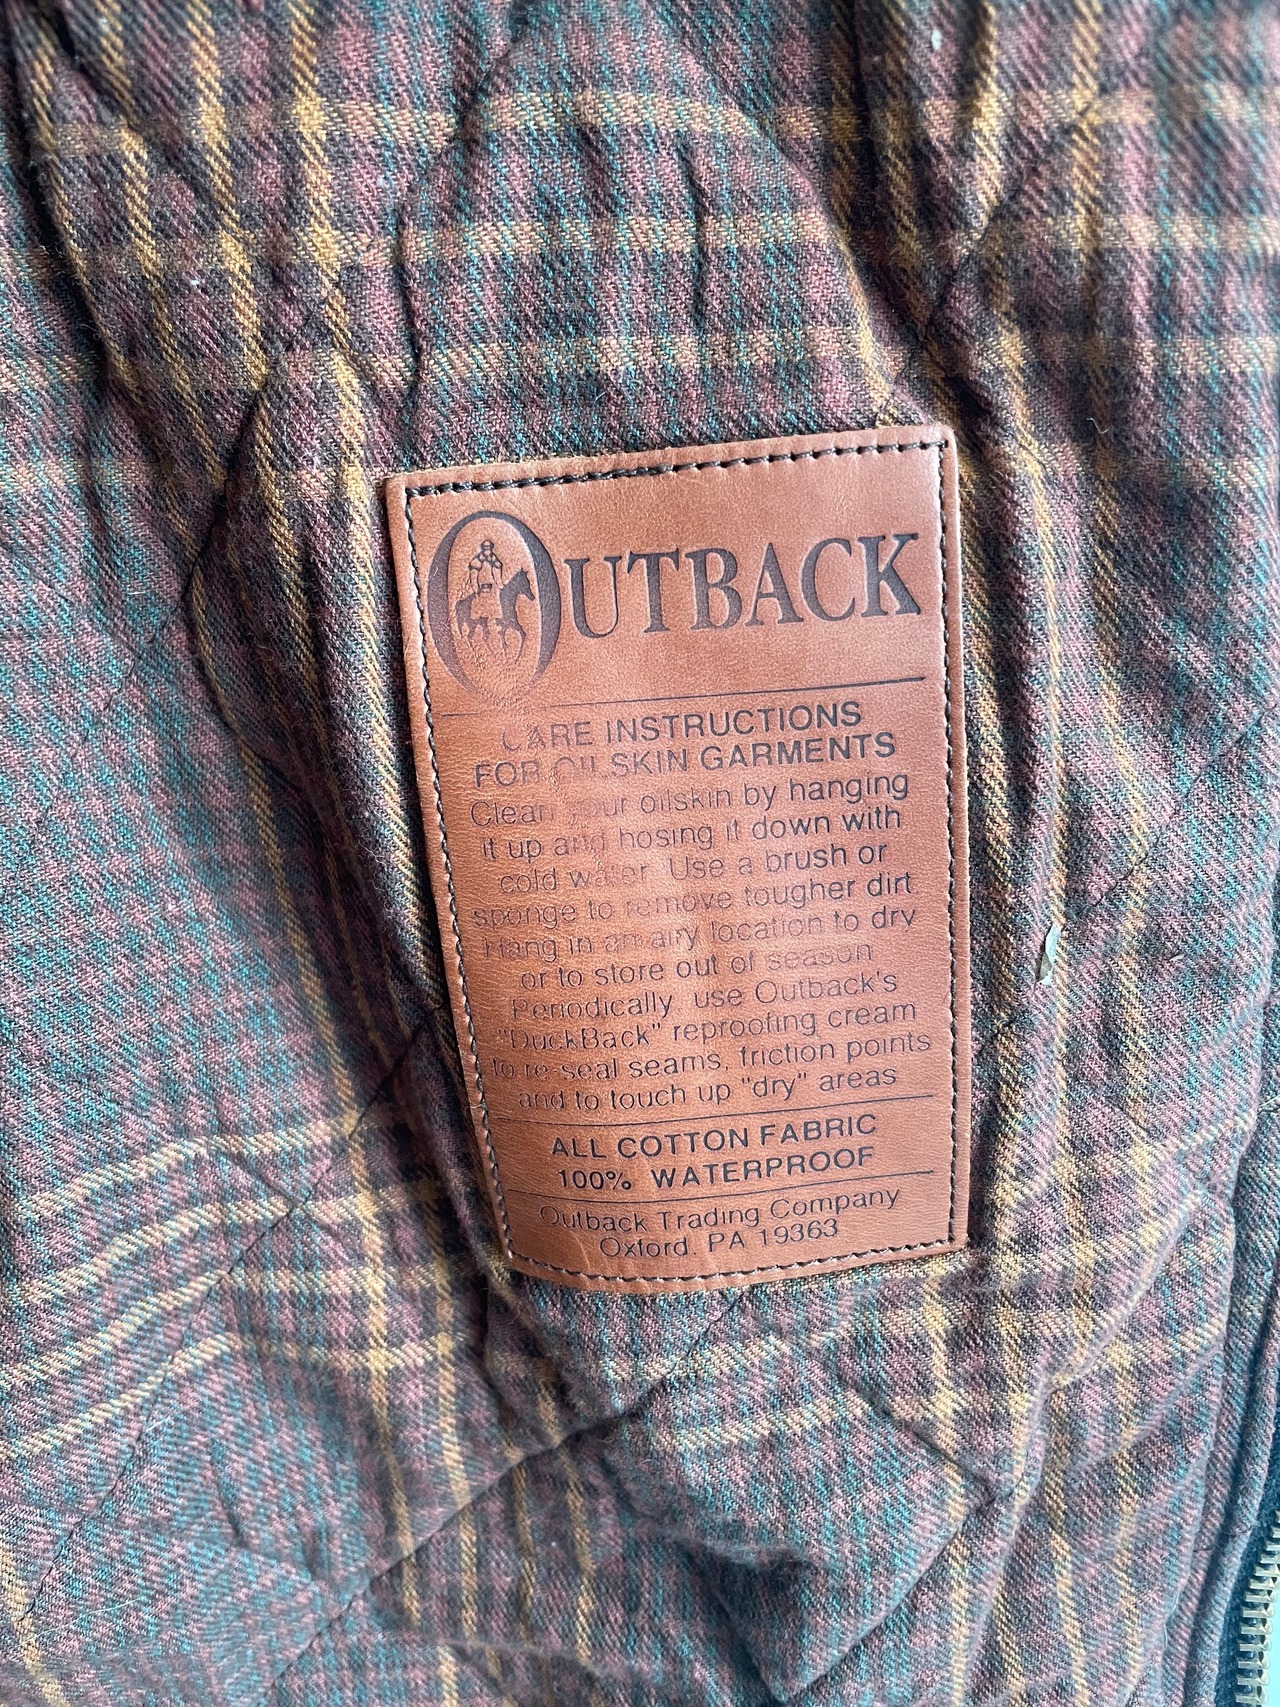 OUTBACK
CARE INSTRUCTIONS
FOR OILSKIN GARMENTS
Clean your oilskin by hanging
it up and hosing it down with
cold water Use a brush or
sponge to remove tougher dirt
Hang in an airy location to dry
or to store out of season
Periodically use Outback's
"DuckBack" reproofing cream
to re-seal seams, friction points
and to touch up "dry" areas
ALL COTTON FABRIC
100% WATERPROOF
Outback Trading Company
Oxford. PA 19363